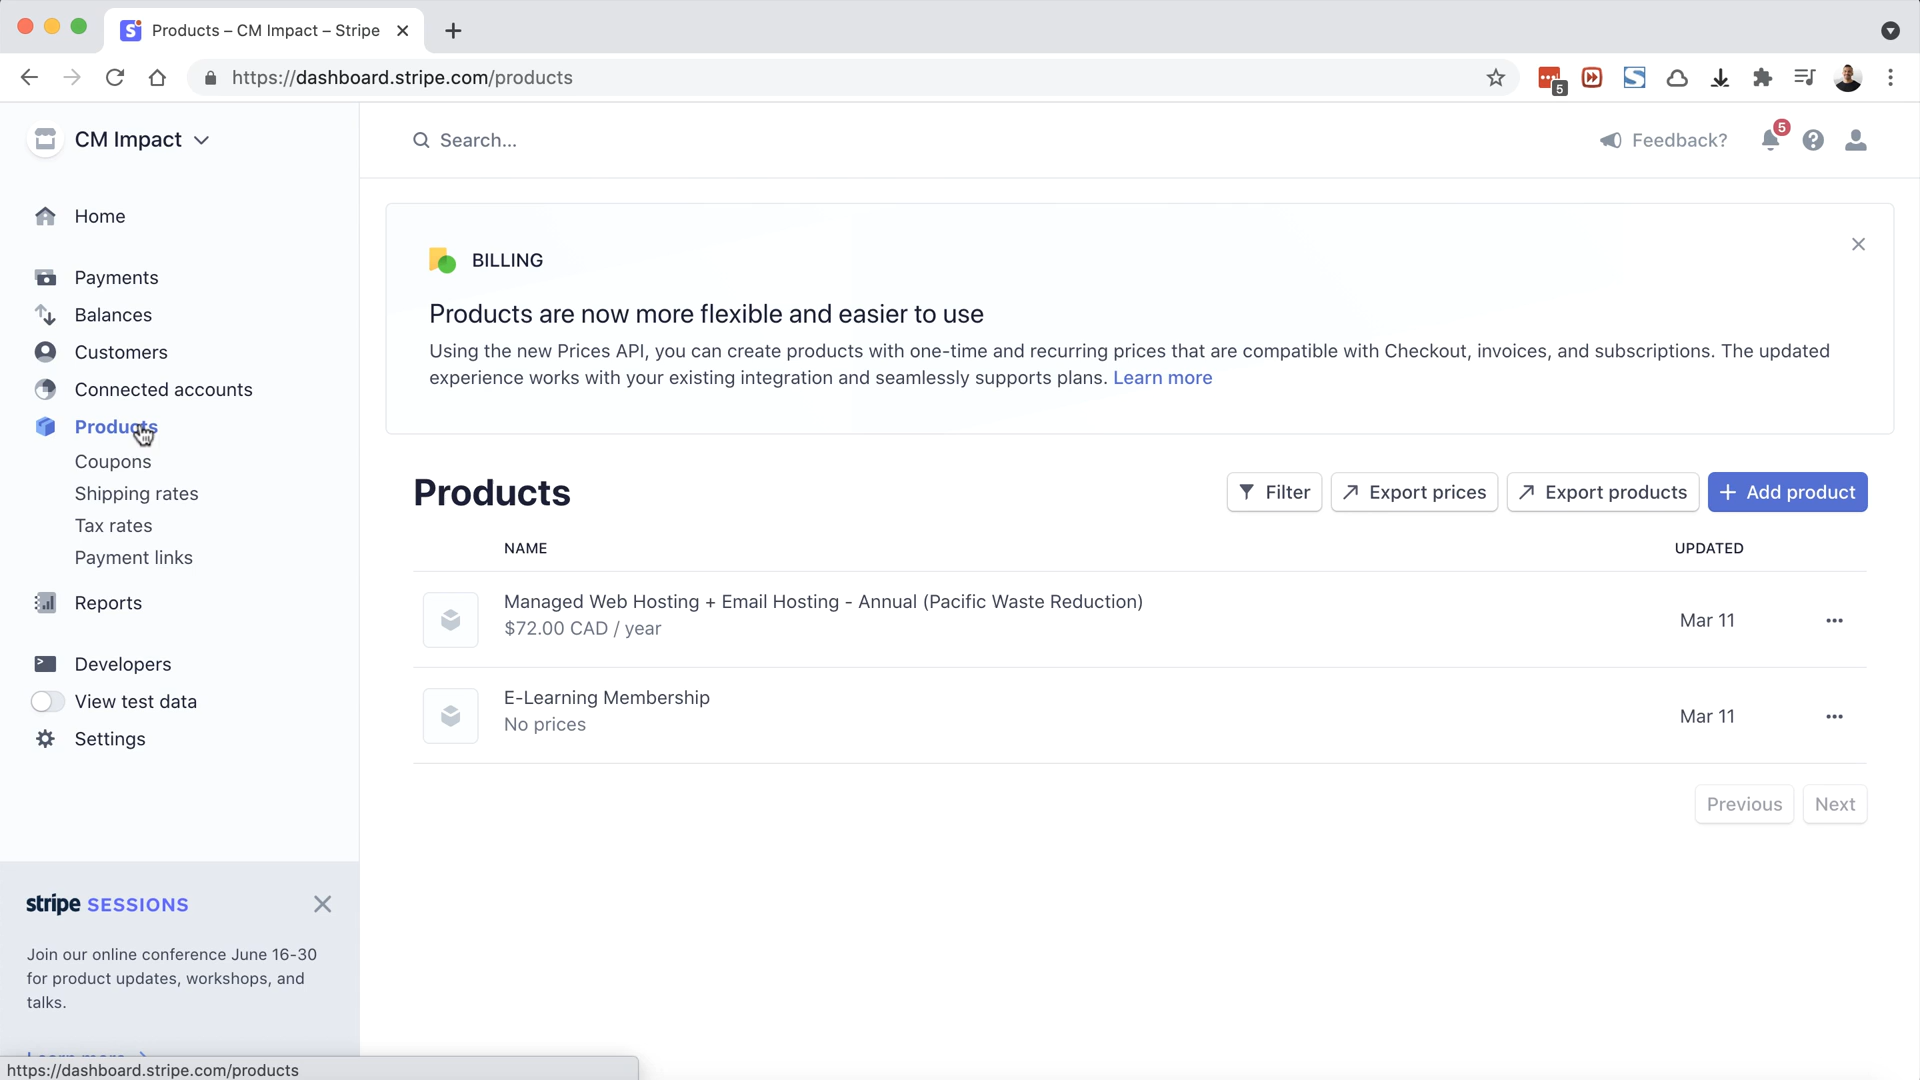 Products – CM Impact – Stripe
https://dashboard.stripe.com/products
5
CM Impact
Search...
Feedback?
5
Home
Payments
Balances
Customers
Connected accounts
Products
Coupons
Shipping rates
Tax rates
Payment links
Reports
Developers
View test data
Settings
BILLING
Products are now more flexible and easier to use
Using the new Prices API, you can create products with one-time and recurring prices that are compatible with Checkout, invoices, and subscriptions. The updated
experience works with your existing integration and seamlessly supports plans. Learn more
Products
Filter
Export prices
Export products
+ Add product
NAME
UPDATED
Managed Web Hosting + Email Hosting - Annual (Pacific Waste Reduction)
$72.00 CAD / year
Mar 11
E-Learning Membership
No prices
Mar 11
Previous
Next
stripe SESSIONS
Join our online conference June 16-30
for product updates, workshops, and
talks.
Learn more
https://dashboard.stripe.com/products